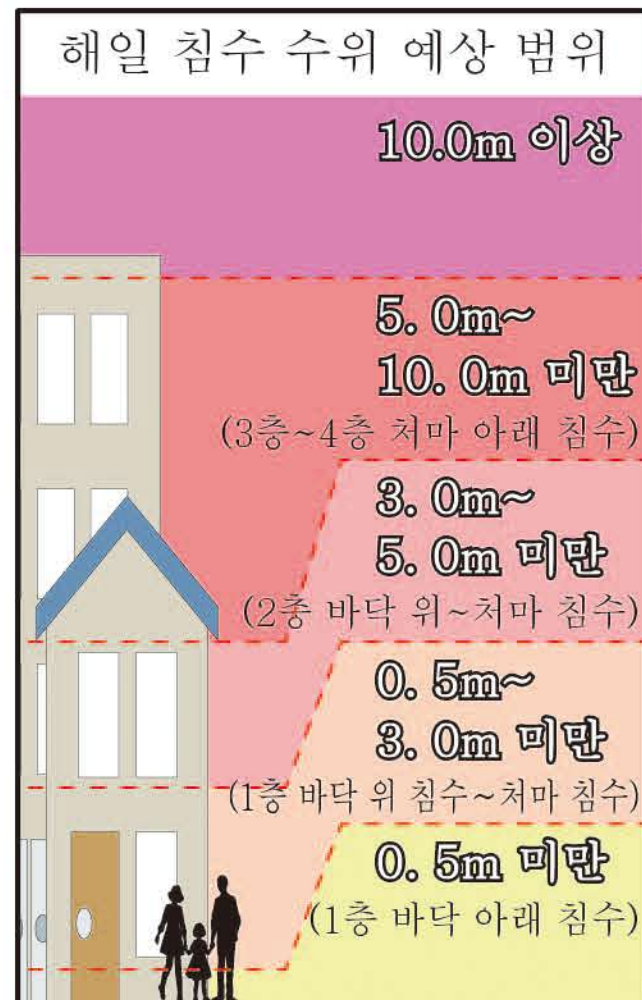 해일 침수 수위 예상 범위
10.0m 이상
5. 0m~
10. 0m 미만
(3층~4층 처마 아래 침수)
3. 0m~
5. 0m 미만
(2층 바닥 위~처마 침수)
0. 5m~
3. 0m 미만
(1층 바닥 위 침수~처마 침수)
0. 5m 미만
(1층 바닥 아래 침수)